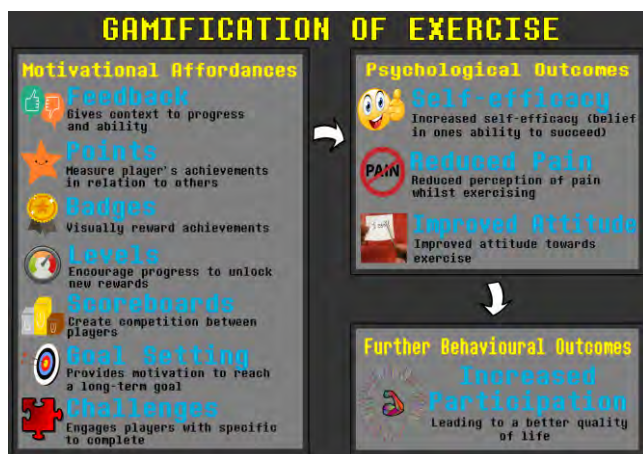 GAMIFICATION OF EXERCISE
Motivational Affordances
Feedback
Gives context to progress
and ability
Points
Measure player's achievements
in relation to others
Badges
Visually reward achievements
Levels
Encourage progress to unlock
new rewards
Scoreboards
Create competition between
players
Goal Setting
Provides motivation to reach
a long-term goal
Challenges
Engages players with specific
to complete
Psychological Outcomes
Self-efficacy
Increased self-efficacy (belief
in ones ability to succeed)
PAIN
Reduced Pain
Reduced perception of pain
whilst exercising
Improved Attitude
Improved attitude towards
exercise
Further Behavioural Outcomes
Increased
Participation
Leading to a better quality
of life